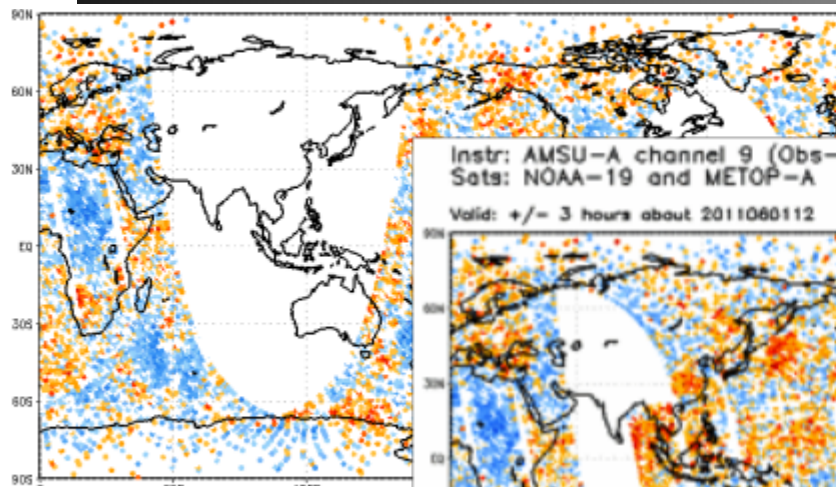 90N
60N
30N
EQ
30S
60S
90S
Instr: AMSU-A channel 9 (Obs-
Sats: NOAA-19 and METOP-A
Valid: +/- 3 hours about 2011060112
90N
60N
30N
EQ